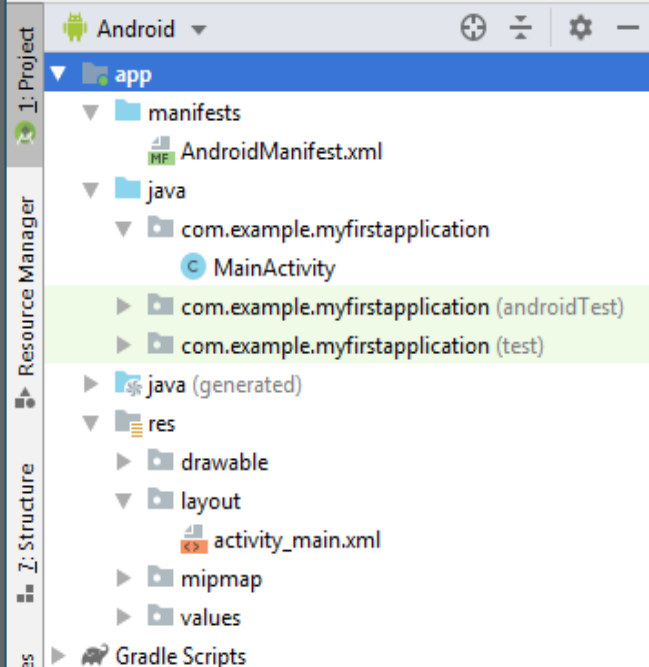 Android
1: Project
app
manifests
MF AndroidManifest.xml
java
com.example.myfirstapplication
C MainActivity
com.example.myfirstapplication (androidTest)
com.example.myfirstapplication (test)
java (generated)
res
drawable
layout
activity_main.xml
mipmap
values
Gradle Scripts
Resource Manager
7: Structure